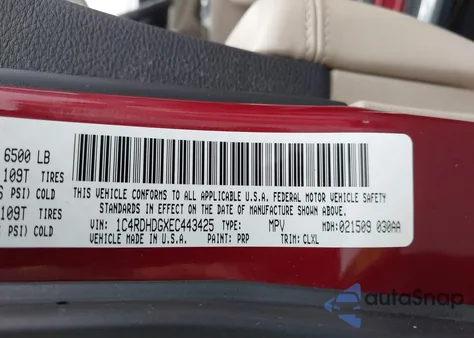 6500 LB
109T TIRES
PSI) COLD
109T TIRES
PSI) COLD
THIS VEHICLE CONFORMS TO ALL APPLICABLE U.S.A. FEDERAL MOTOR VEHICLE SAFETY
STANDARDS IN EFFECT ON THE DATE OF MANUFACTURE SHOWN ABOVE.
VIN: 1C4RDHDGXEC443425 TYPE: MPV MDH:021509 030AA
VEHICLE MADE IN U.S.A. PAINT: PRP TRIM: CLXL
autoSnap